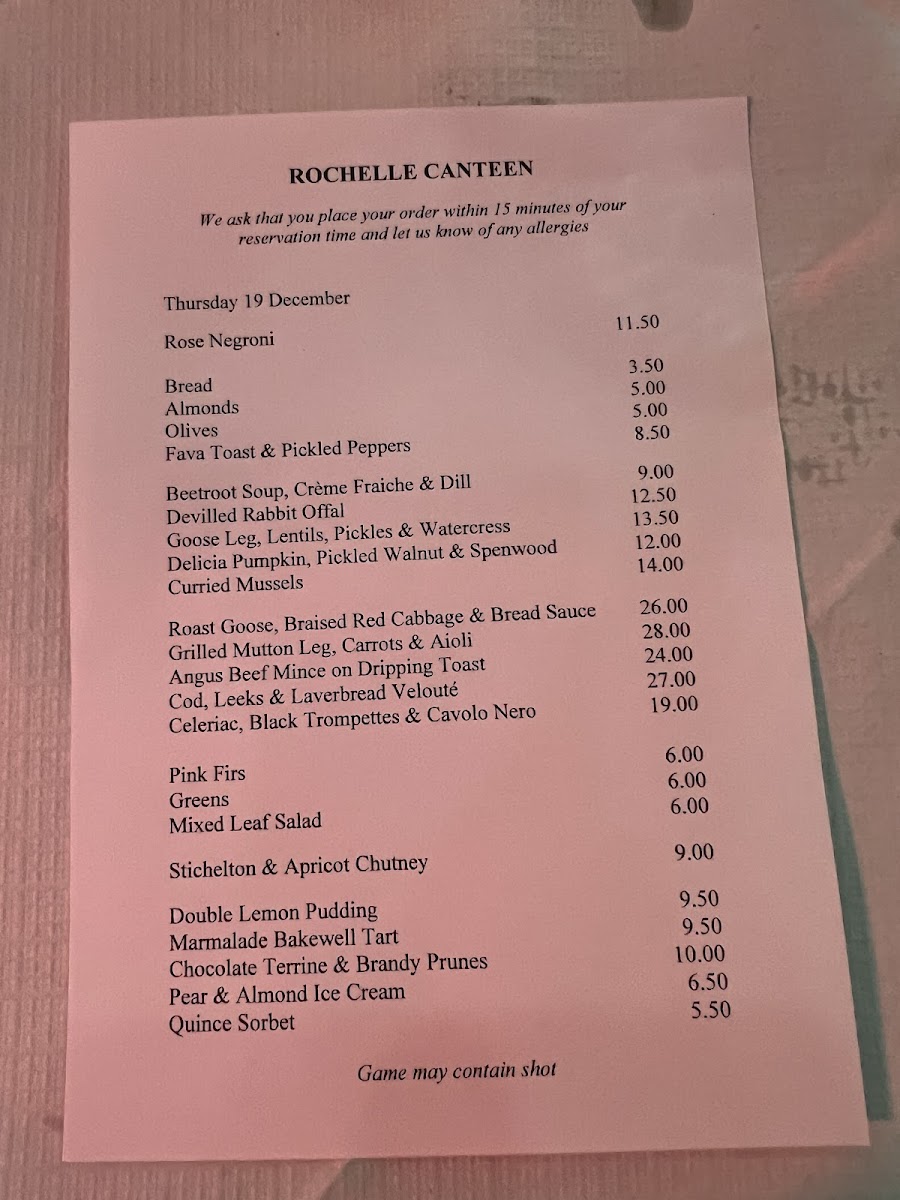 ROCHELLE CANTEEN
We ask that you place your order within 15 minutes of your
reservation time and let us know of any allergies
Thursday 19 December
Rose Negroni 11.50
Bread 3.50
Almonds 5.00
Olives 5.00
Fava Toast & Pickled Peppers 8.50
Beetroot Soup, Crème Fraiche & Dill 9.00
Devilled Rabbit Offal 12.50
Goose Leg, Lentils, Pickles & Watercress 13.50
Delicia Pumpkin, Pickled Walnut & Spenwood 12.00
Curried Mussels 14.00
Roast Goose, Braised Red Cabbage & Bread Sauce 26.00
Grilled Mutton Leg, Carrots & Aioli 28.00
Angus Beef Mince on Dripping Toast 24.00
Cod, Leeks & Laverbread Velouté 27.00
Celeriac, Black Trompettes & Cavolo Nero 19.00
Pink Firs 6.00
Greens 6.00
Mixed Leaf Salad 6.00
Stichelton & Apricot Chutney 9.00
Double Lemon Pudding 9.50
Marmalade Bakewell Tart 9.50
Chocolate Terrine & Brandy Prunes 10.00
Pear & Almond Ice Cream 6.50
Quince Sorbet 5.50
Game may contain shot